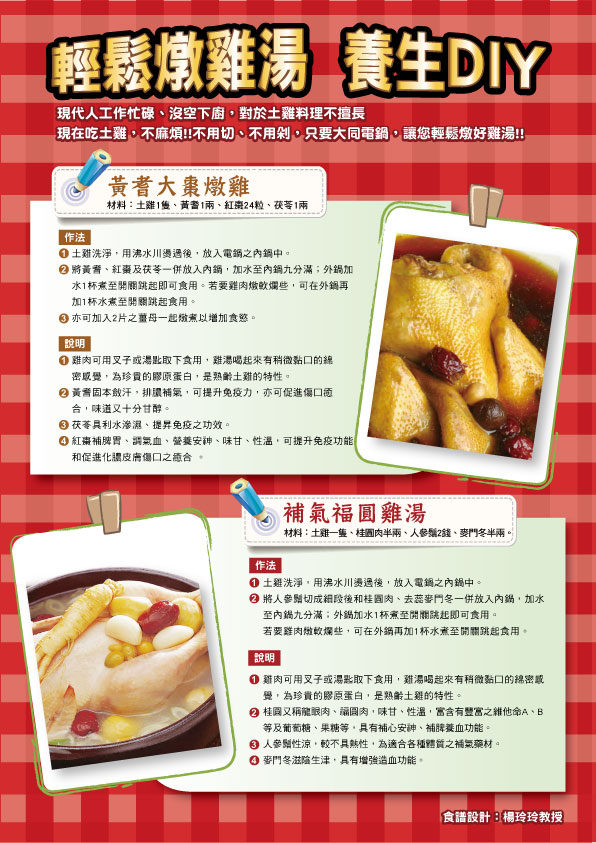 輕鬆燉雞湯 養生DIY
現代人工作忙碌、沒空下廚，對於土雞料理不擅長
現在吃土雞，不麻煩!!不用切、不用剁，只要大同電鍋，讓您輕鬆燉好雞湯!!
黃耆大棗燉雞
材料：土雞1隻、黃耆1兩、紅棗24粒、茯苓1兩
作法
1 土雞洗淨，用沸水川燙過後，放入電鍋之內鍋中。
2 將黃耆、紅棗及茯苓一併放入內鍋，加水至內鍋九分滿；外鍋加
水1杯煮至開關跳起即可食用。若要雞肉燉軟爛些，可在外鍋再
加1杯水煮至開關跳起食用。
3 亦可加入2片之薑母一起燉煮以增加食慾。
說明
1 雞肉可用叉子或湯匙取下食用，雞湯喝起來有稍微黏口的綿
密感覺，為珍貴的膠原蛋白，是熟齡土雞的特性。
2 黃耆固本斂汗，排膿補氣，可提升免疫力，亦可促進傷口癒
合，味道又十分甘醇。
3 茯苓具利水滲濕、提昇免疫之功效。
4 紅棗補脾胃、調氣血、營養安神、味甘、性溫，可提升免疫功能
和促進化膿皮膚傷口之癒合 。
補氣福圓雞湯
材料：土雞一隻、桂圓肉半兩、人參鬚2錢、麥門冬半兩。
作法
1 土雞洗淨，用沸水川燙過後，放入電鍋之內鍋中。
2 將人參鬚切成細段後和桂圓肉、去蕊麥門冬一併放入內鍋，加水
至內鍋九分滿；外鍋加水1杯煮至開關跳起即可食用。
若要雞肉燉軟爛些，可在外鍋再加1杯水煮至開關跳起食用。
說明
1 雞肉可用叉子或湯匙取下食用，雞湯喝起來有稍微黏口的綿密感
覺，為珍貴的膠原蛋白，是熟齡土雞的特性。
2 桂圓又稱龍眼肉、福圓肉，味甘、性溫，富含有豐富之維他命A、B
等及葡萄糖、果糖等，具有補心安神、補脾養血功能。
3 人參鬚性涼，較不具熱性，為適合各種體質之補氣藥材。
4 麥門冬滋陰生津，具有增強造血功能。
食譜設計：楊玲玲教授